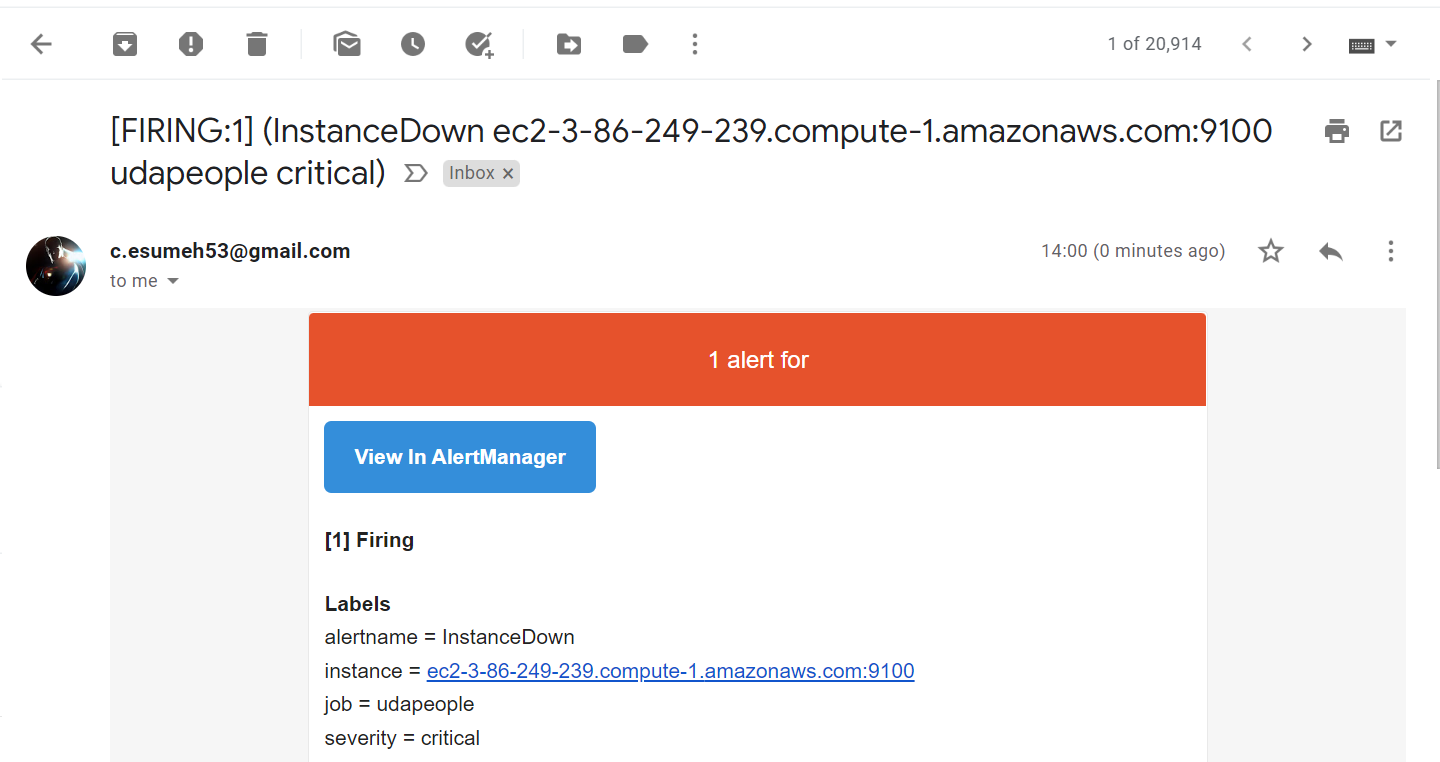 1 of 20,914
[FIRING:1] (InstanceDown ec2-3-86-249-239.compute-1.amazonaws.com:9100
udapeople critical) Inbox ×
c.esumeh53@gmail.com 14:00 (0 minutes ago)
to me
1 alert for
View In AlertManager
[1] Firing
Labels
alertname = InstanceDown
instance = ec2-3-86-249-239.compute-1.amazonaws.com:9100
job = udapeople
severity = critical